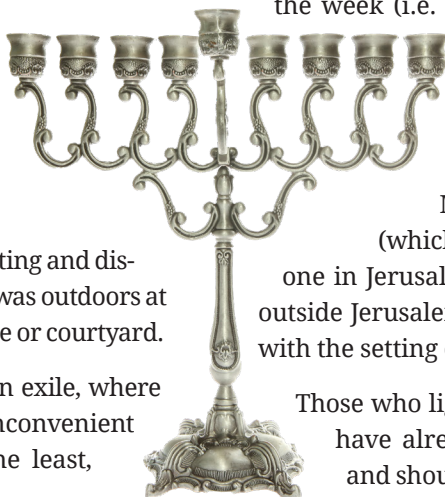 ting and dis-
was outdoors at
e or courtyard.
n exile, where
nconvenient
ne least,
the week (i.e.
(which
one in Jerusal
outside Jerusale
with the setting
Those who li
have alre
and shou